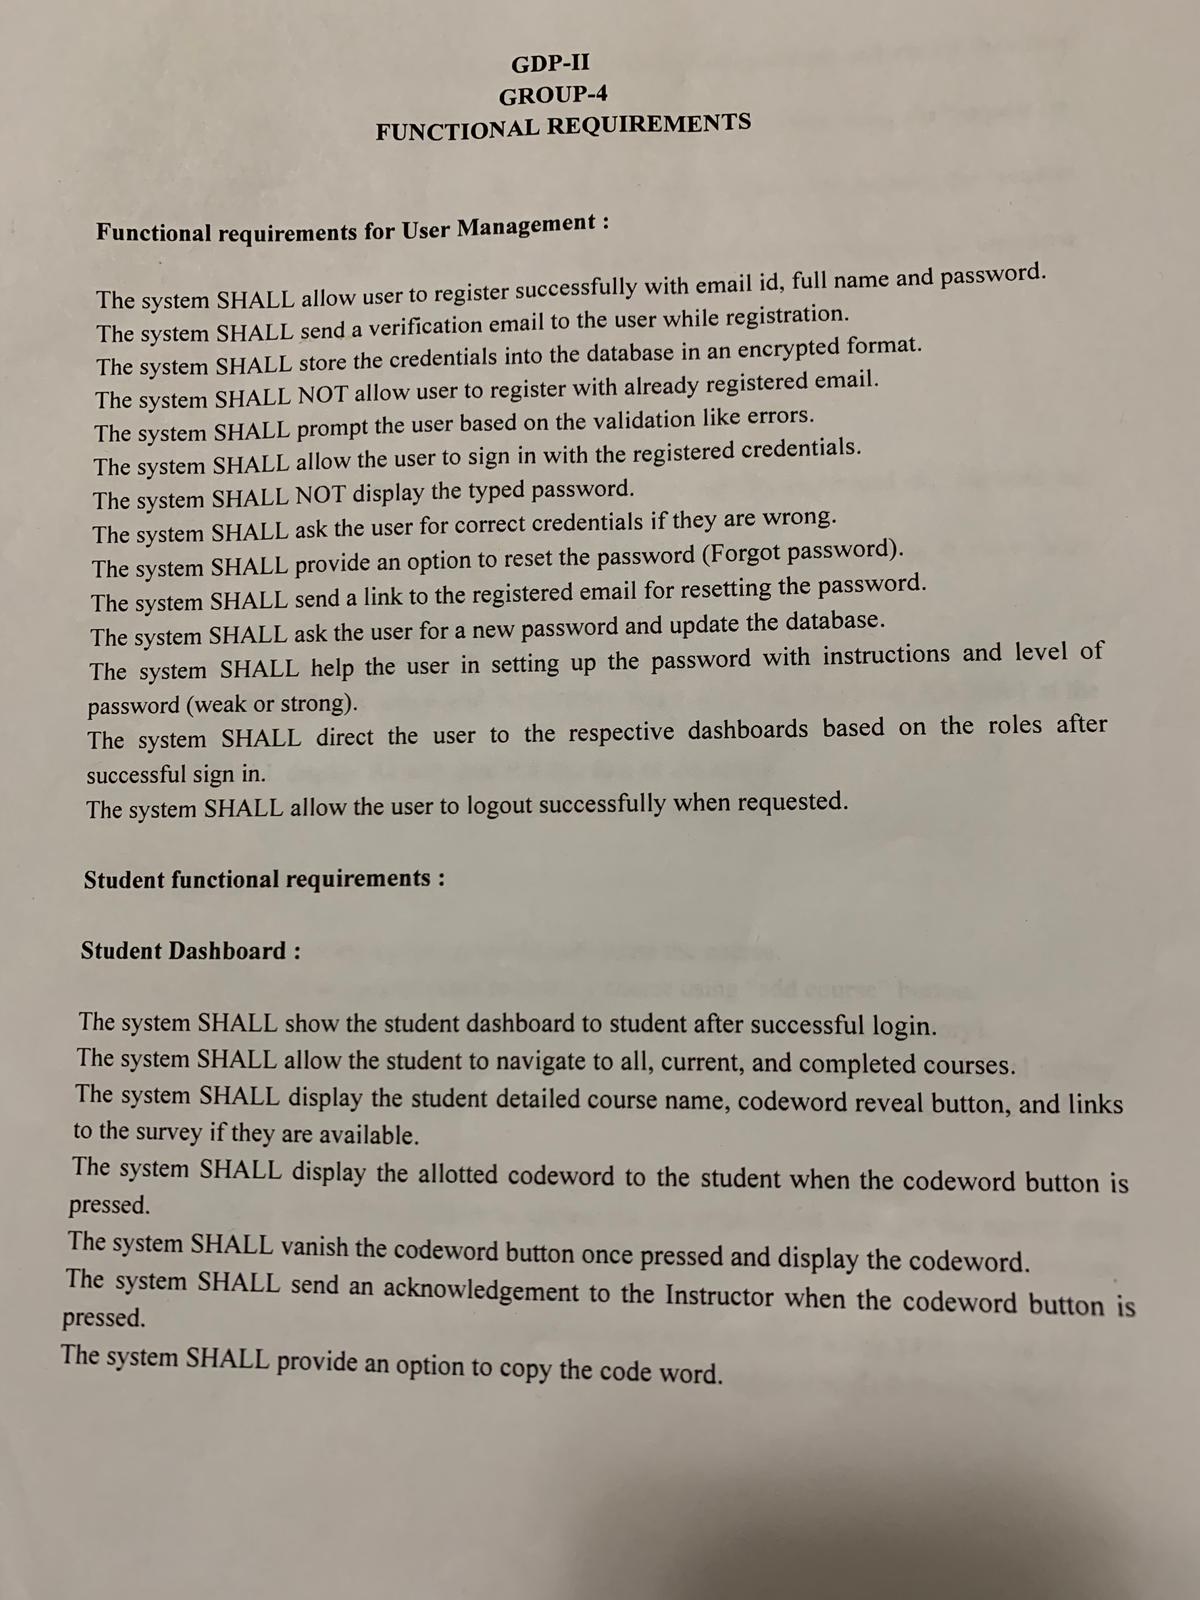 GDP-II
GROUP-4
FUNCTIONAL REQUIREMENTS
Functional requirements for User Management :
The system SHALL allow user to register successfully with email id, full name and password.
The system SHALL send a verification email to the user while registration.
The system SHALL store the credentials into the database in an encrypted format.
The system SHALL NOT allow user to register with already registered email.
The system SHALL prompt the user based on the validation like errors.
The system SHALL allow the user to sign in with the registered credentials.
The system SHALL NOT display the typed password.
The system SHALL ask the user for correct credentials if they are wrong.
The system SHALL provide an option to reset the password (Forgot password).
The system SHALL send a link to the registered email for resetting the password.
The system SHALL ask the user for a new password and update the database.
The system SHALL help the user in setting up the password with instructions and level of
password (weak or strong).
The system SHALL direct the user to the respective dashboards based on the roles after
successful sign in.
The system SHALL allow the user to logout successfully when requested.
Student functional requirements :
Student Dashboard :
The system SHALL show the student dashboard to student after successful login.
The system SHALL allow the student to navigate to all, current, and completed courses.
The system SHALL display the student detailed course name, codeword reveal button, and links
to the survey if they are available.
The system SHALL display the allotted codeword to the student when the codeword button is
pressed.
The system SHALL vanish the codeword button once pressed and display the codeword.
The system SHALL send an acknowledgement to the Instructor when the codeword button is
pressed.
The system SHALL provide an option to copy the code word.